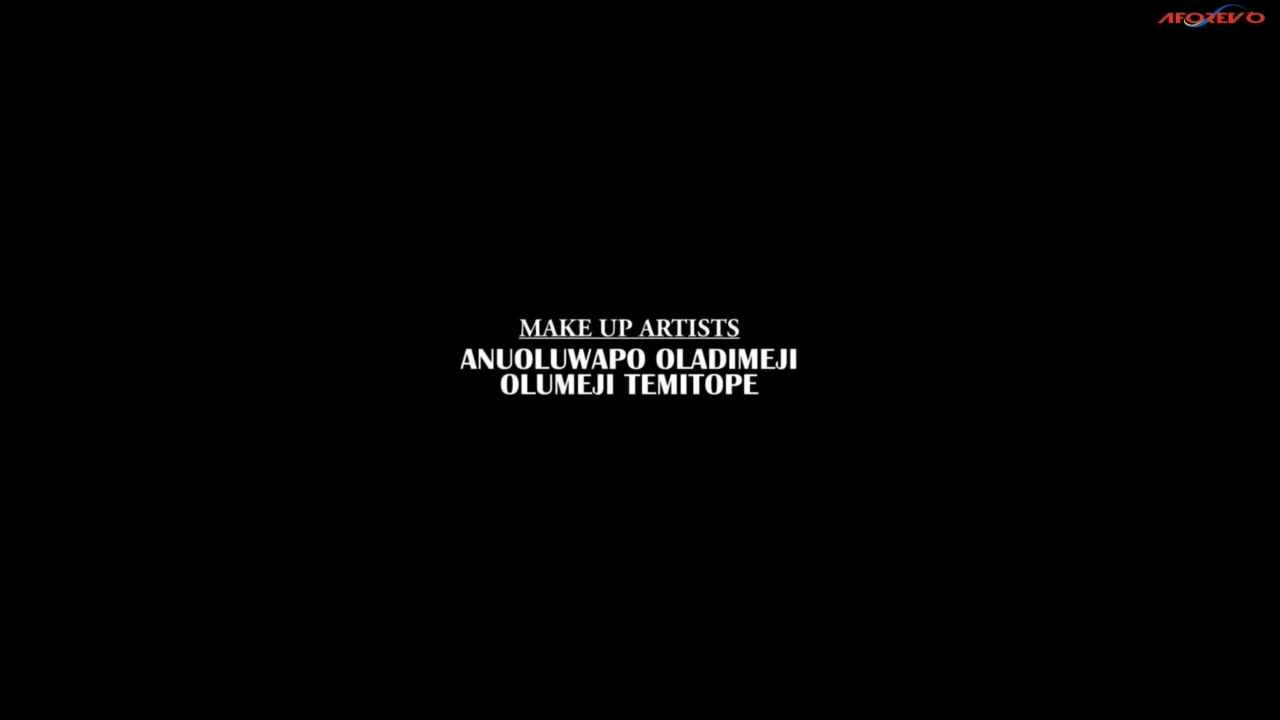 AFOREVO
MAKE UP ARTISTS
ANUOLUWAPO OLADIMEJI
OLUMEJI TEMITOPE